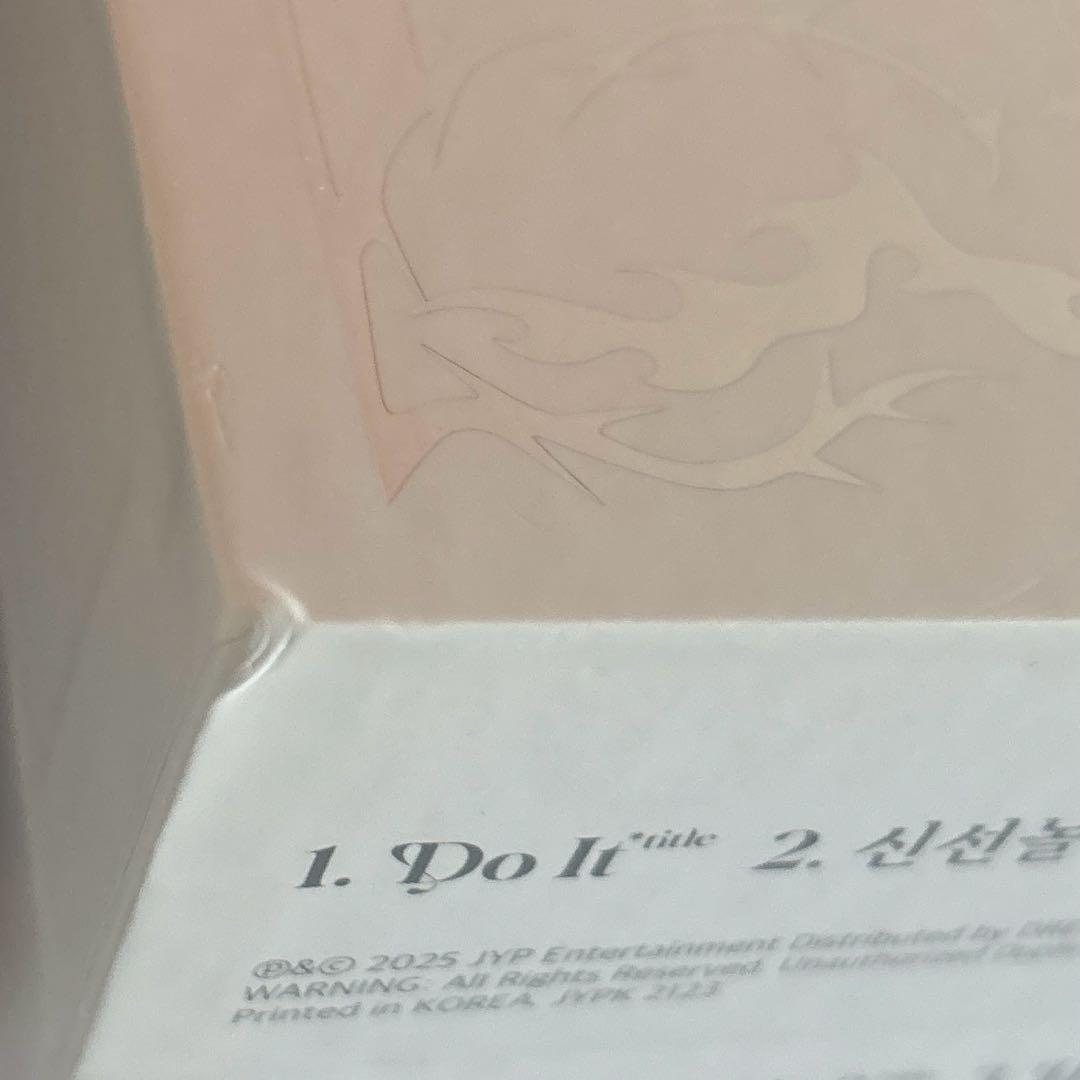 1. Do It *title 2. 신선놀
℗&© 2025 JYP Entertainment Distributed by
WARNING: All Rights Reserved. Unauthorized
Printed in KOREA, JYPK 2123